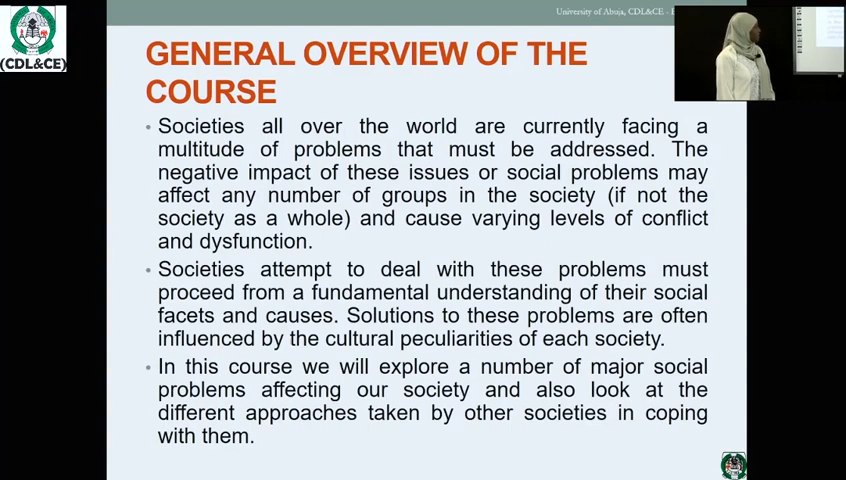 University of Abuja, CDL&CE -
(CDL&CE)
GENERAL OVERVIEW OF THE
COURSE
• Societies all over the world are currently facing a
multitude of problems that must be addressed. The
negative impact of these issues or social problems may
affect any number of groups in the society (if not the
society as a whole) and cause varying levels of conflict
and dysfunction.
• Societies attempt to deal with these problems must
proceed from a fundamental understanding of their social
facets and causes. Solutions to these problems are often
influenced by the cultural peculiarities of each society.
• In this course we will explore a number of major social
problems affecting our society and also look at the
different approaches taken by other societies in coping
with them.